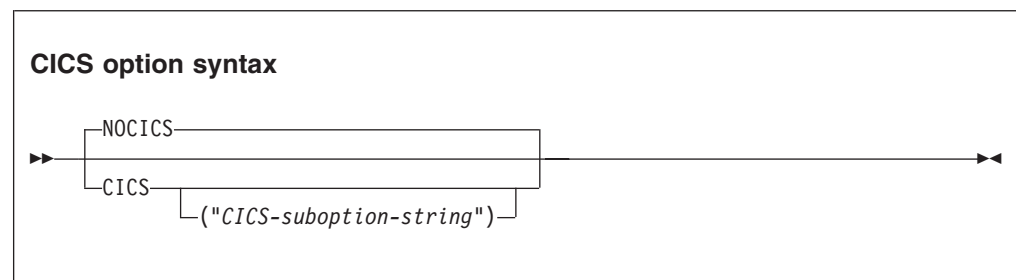 CICS option syntax
NOCICS
CICS
("CICS-suboption-string")